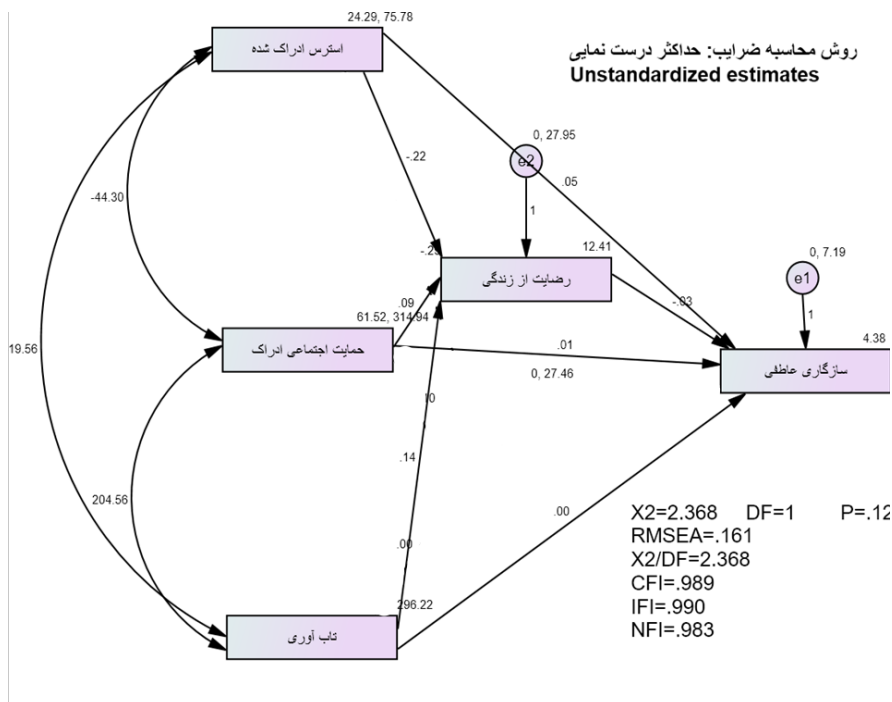 24.29, 75.78
استرس ادراک شده
روش محاسبه ضرایب: حداکثر درست نمایی
Unstandardized estimates
0, 27.95
e2
-.22
.05
-44.30
1
12.41
رضایت از زندگی
0, 7.19
e1
.09
-.03
1
61.52, 314.94
حمایت اجتماعی ادراک
.01
4.38
سازگاری عاطفی
19.56
0, 27.46
.14
204.56
.00
.00
X2=2.368 DF=1 P=.12
RMSEA=.161
X2/DF=2.368
CFI=.989
IFI=.990
NFI=.983
296.22
تاب آوری